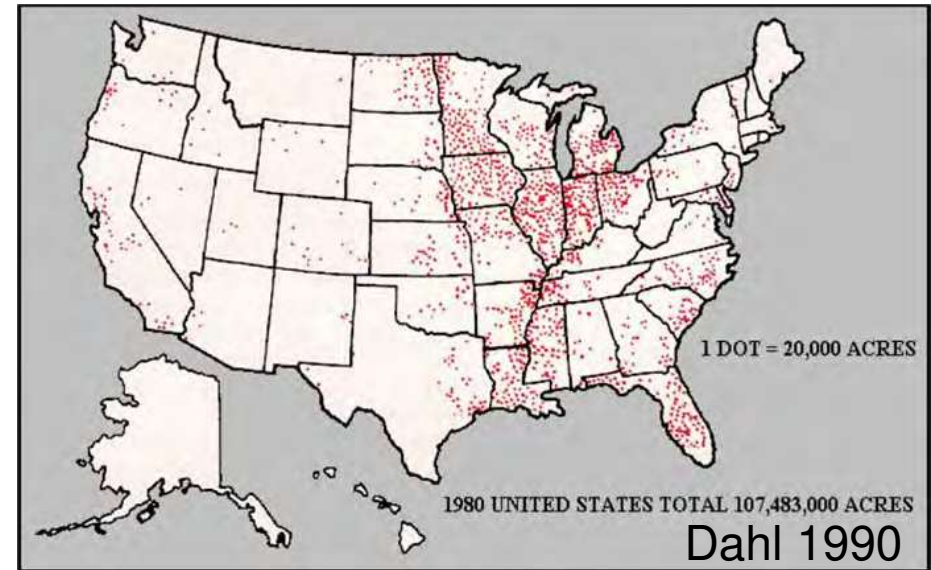 1 DOT = 20,000 ACRES
1980 UNITED STATES TOTAL 107,483,000 ACRES
Dahl 1990